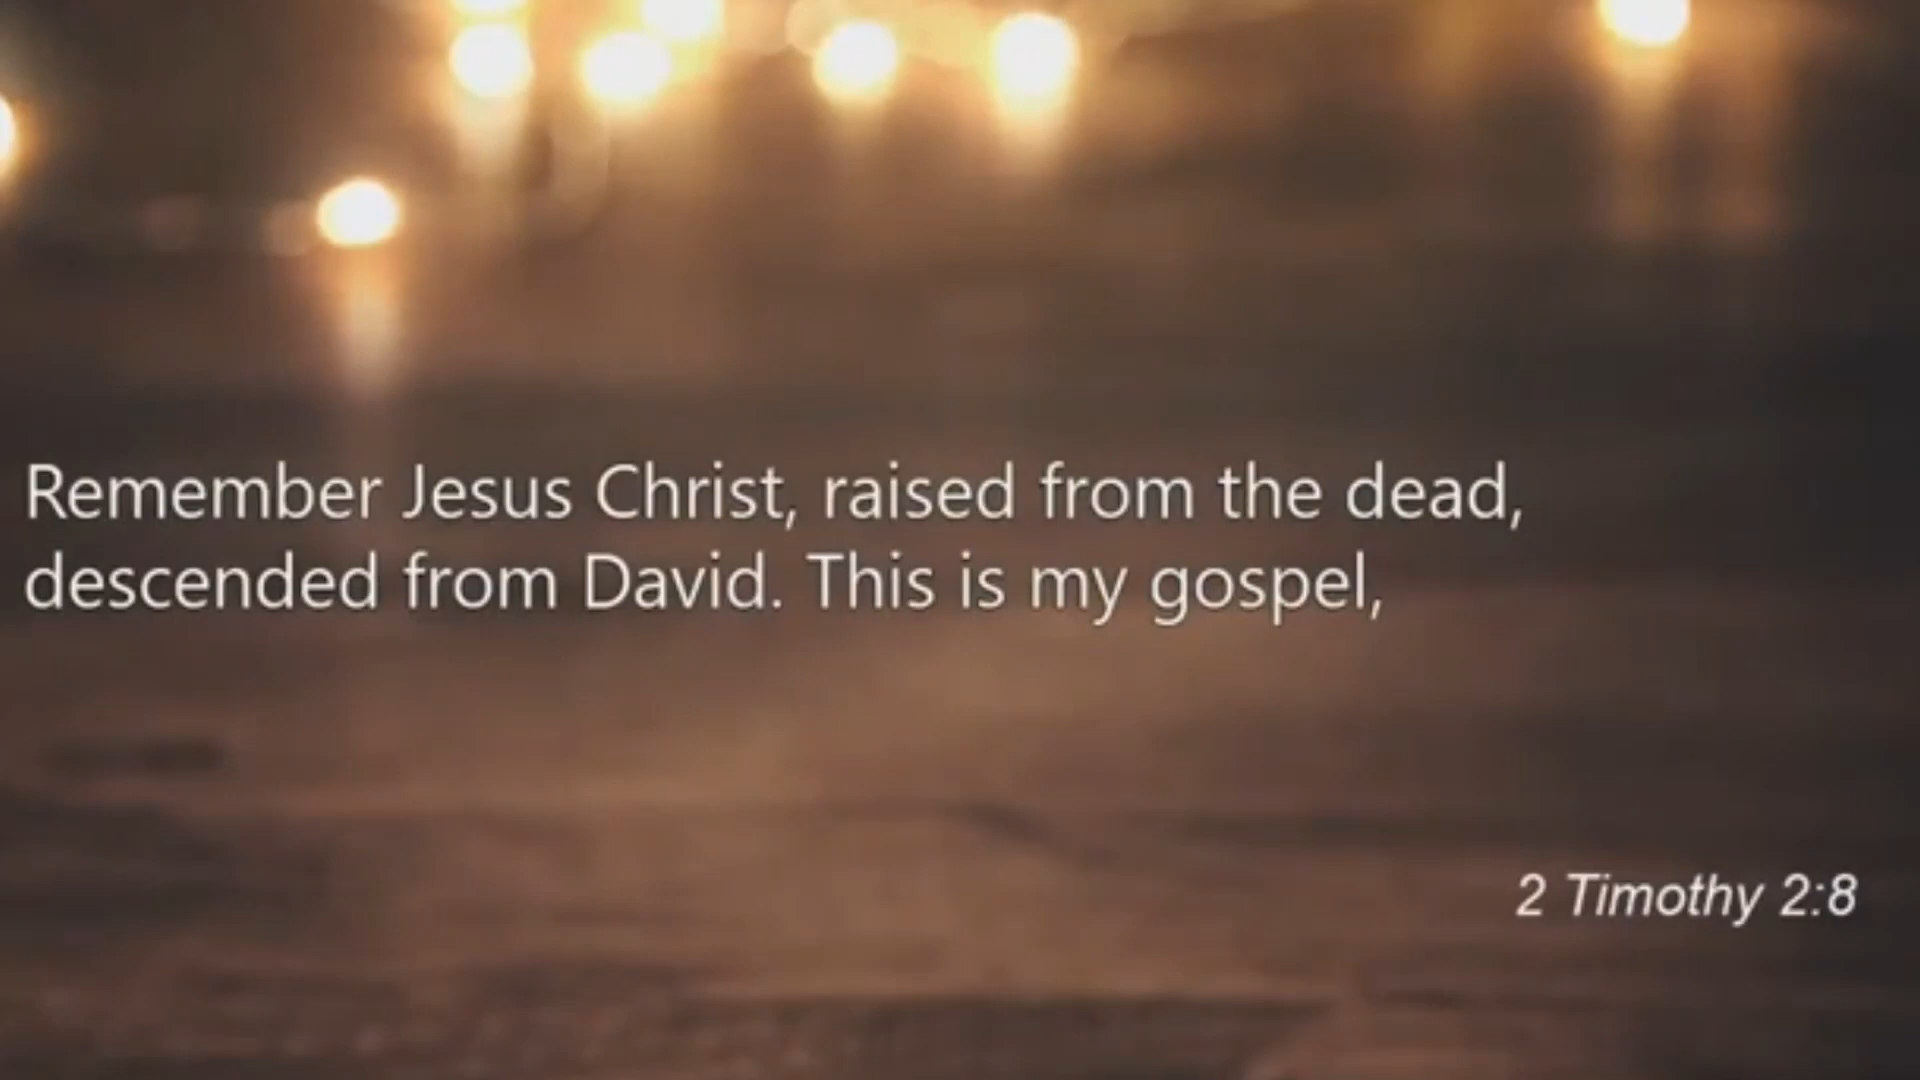 Remember Jesus Christ, raised from the dead,
descended from David. This is my gospel,
2 Timothy 2:8